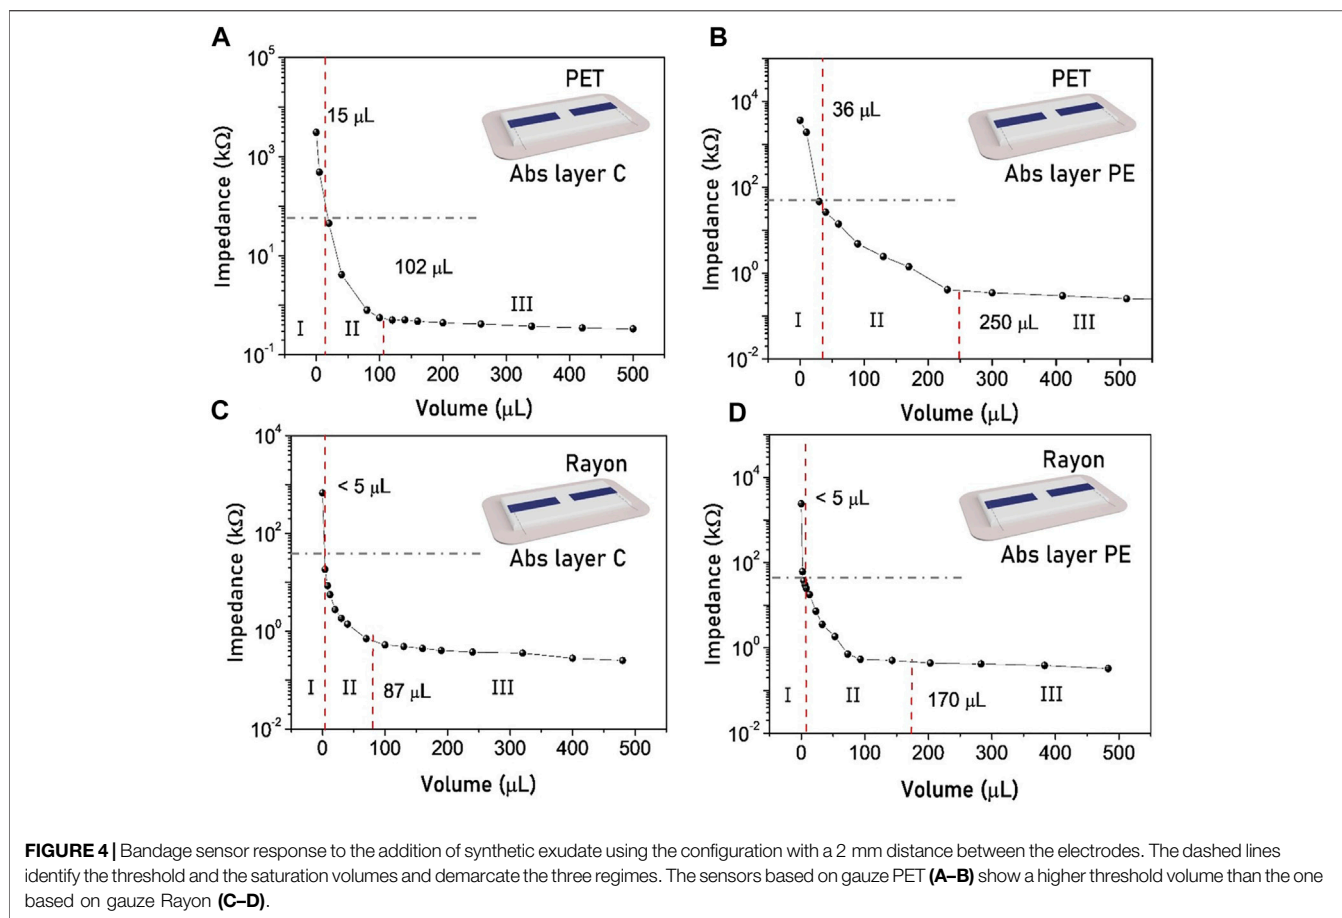 A
10^5
10^3
10^1
10^-1
Impedance (kΩ)
15 μL
PET
Abs layer C
102 μL
I
II
III
0
100
200
300
400
500
Volume (μL)
B
10^4
10^2
10^0
10^-2
Impedance (kΩ)
36 μL
PET
Abs layer PE
I
II
250 μL
III
0
100
200
300
400
500
Volume (μL)
C
10^4
10^2
10^0
10^-2
Impedance (kΩ)
< 5 μL
Rayon
Abs layer C
I
II
87 μL
III
0
100
200
300
400
500
Volume (μL)
D
10^4
10^2
10^0
10^-2
Impedance (kΩ)
< 5 μL
Rayon
Abs layer PE
I
II
170 μL
III
0
100
200
300
400
500
Volume (μL)
FIGURE 4 | Bandage sensor response to the addition of synthetic exudate using the configuration with a 2 mm distance between the electrodes. The dashed lines
identify the threshold and the saturation volumes and demarcate the three regimes. The sensors based on gauze PET (A–B) show a higher threshold volume than the one
based on gauze Rayon (C–D).